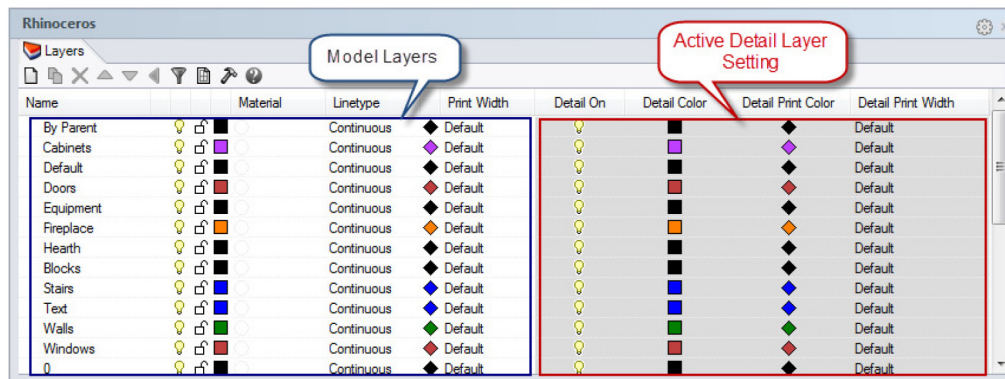 Rhinoceros
Layers
Model Layers
Active Detail Layer
Setting
Name Material Linetype Print Width Detail On Detail Color Detail Print Color Detail Print Width
By Parent Continuous Default Default
Cabinets Continuous Default Default
Default Continuous Default Default
Doors Continuous Default Default
Equipment Continuous Default Default
Fireplace Continuous Default Default
Hearth Continuous Default Default
Blocks Continuous Default Default
Stairs Continuous Default Default
Text Continuous Default Default
Walls Continuous Default Default
Windows Continuous Default Default
0 Continuous Default Default